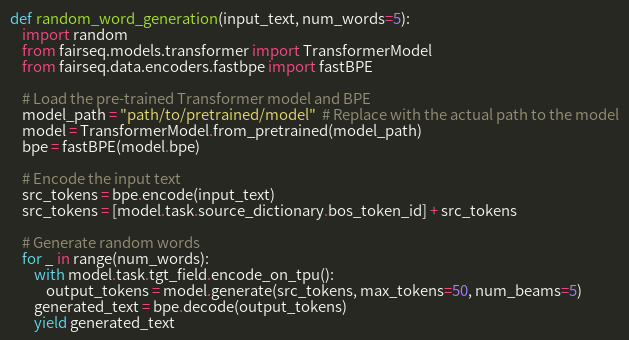 def random_word_generation(input_text, num_words=5):
    import random
    from fairseq.models.transformer import TransformerModel
    from fairseq.data.encoders.fastbpe import fastBPE

    # Load the pre-trained Transformer model and BPE
    model_path = "path/to/pretrained/model"  # Replace with the actual path to the model
    model = TransformerModel.from_pretrained(model_path)
    bpe = fastBPE(model.bpe)

    # Encode the input text
    src_tokens = bpe.encode(input_text)
    src_tokens = [model.task.source_dictionary.bos_token_id] + src_tokens

    # Generate random words
    for _ in range(num_words):
        with model.task.tgt_field.encode_on_tpu():
            output_tokens = model.generate(src_tokens, max_tokens=50, num_beams=5)
        generated_text = bpe.decode(output_tokens)
        yield generated_text